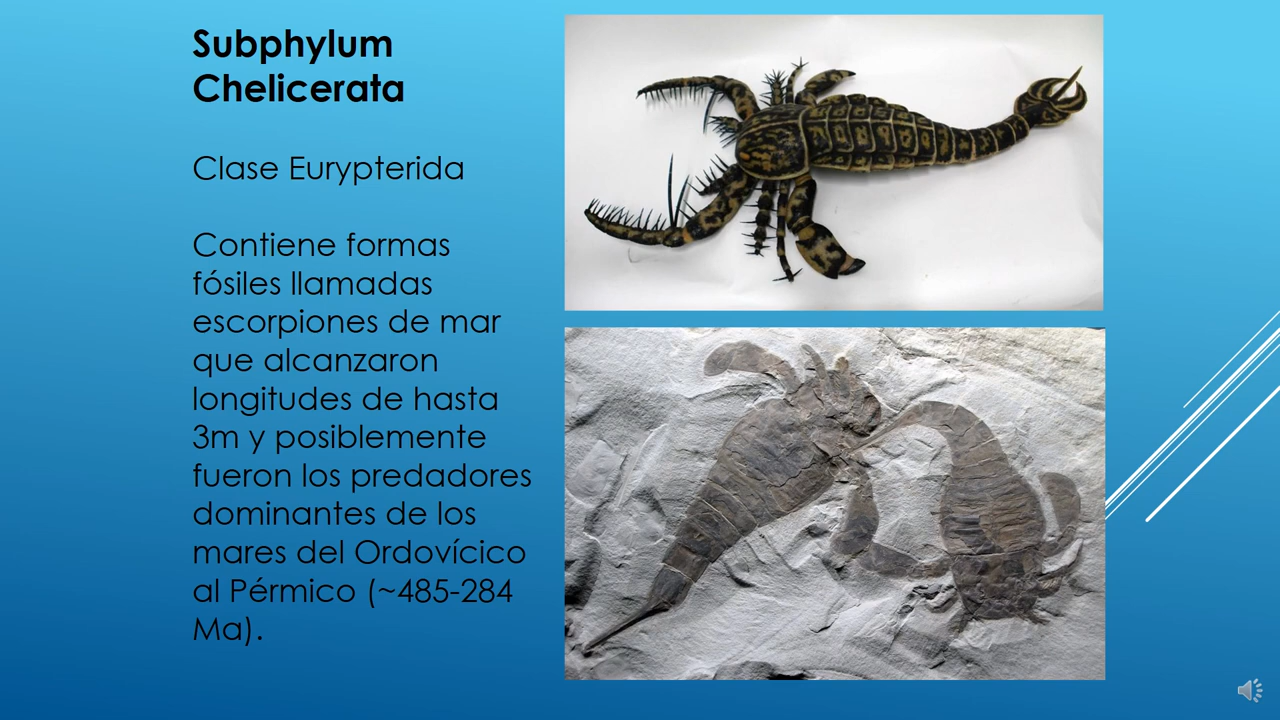 Subphylum
Chelicerata
Clase Eurypterida
Contiene formas
fósiles llamadas
escorpiones de mar
que alcanzaron
longitudes de hasta
3m y posiblemente
fueron los predadores
dominantes de los
mares del Ordovícico
al Pérmico (~485-284
Ma).